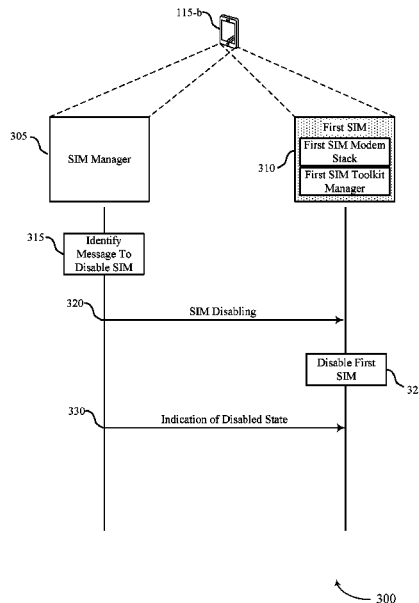 115-b
305
SIM Manager
First SIM
310
First SIM Modem
Stack
First SIM Toolkit
Manager
315
Identify
Message To
Disable SIM
320
SIM Disabling
Disable First
SIM
32
330
Indication of Disabled State
300